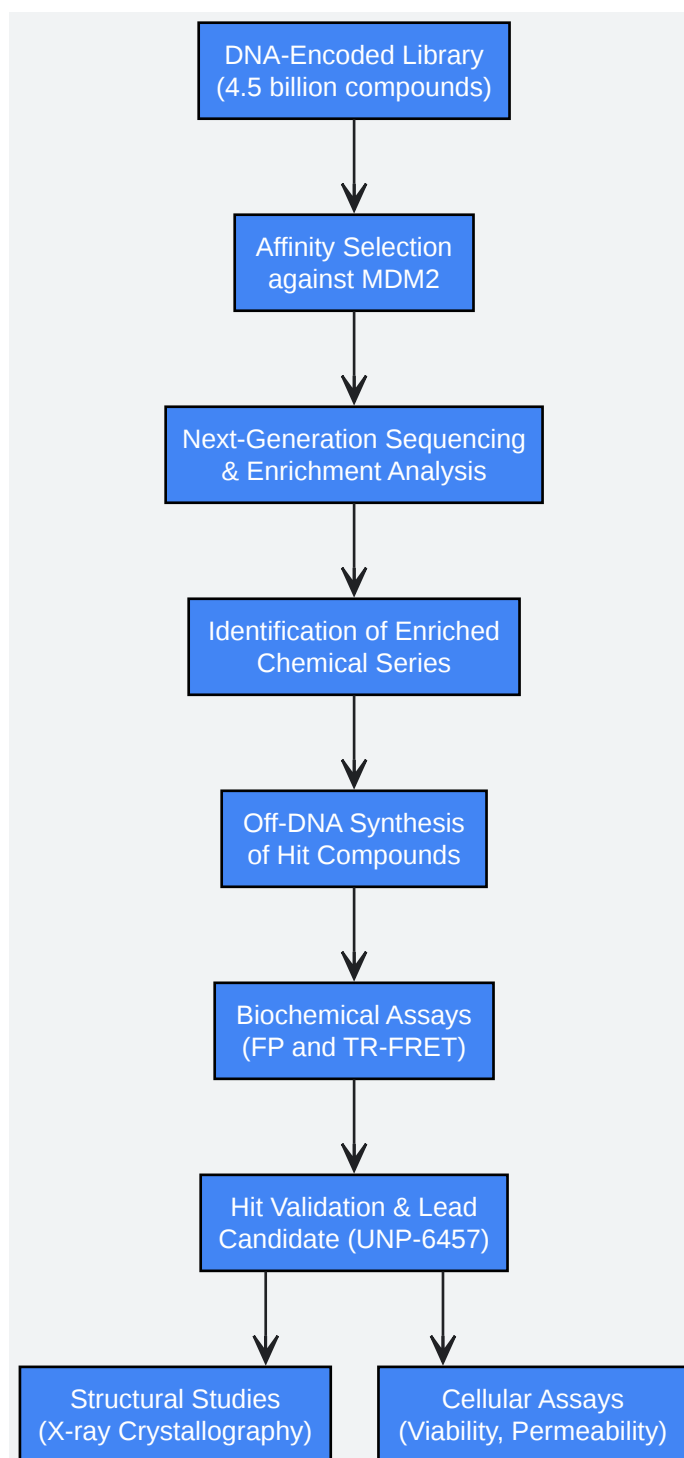 DNA-Encoded Library
(4.5 billion compounds)
Affinity Selection
against MDM2
Next-Generation Sequencing
& Enrichment Analysis
Identification of Enriched
Chemical Series
Off-DNA Synthesis
of Hit Compounds
Biochemical Assays
(FP and TR-FRET)
Hit Validation & Lead
Candidate (UNP-6457)
Structural Studies
(X-ray Crystallography)
Cellular Assays
(Viability, Permeability)